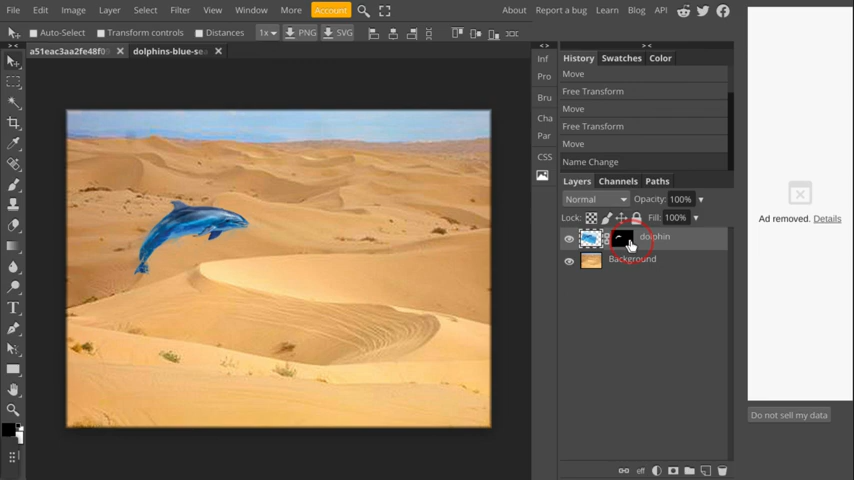 File Edit Image Layer Select Filter View Window More Account About Report a bug Learn Blog API
Auto-Select Transform controls Distances 1x PNG SVG
dolphins-blue-sea
Inf
Pro
Bru
Cha
Par
CSS
History Swatches Color
Move
Free Transform
Move
Free Transform
Move
Name Change
Layers Channels Paths
Normal Opacity: 100%
Lock: Fill: 100%
dolphin
Background
eff
Ad removed. Details
Do not sell my data